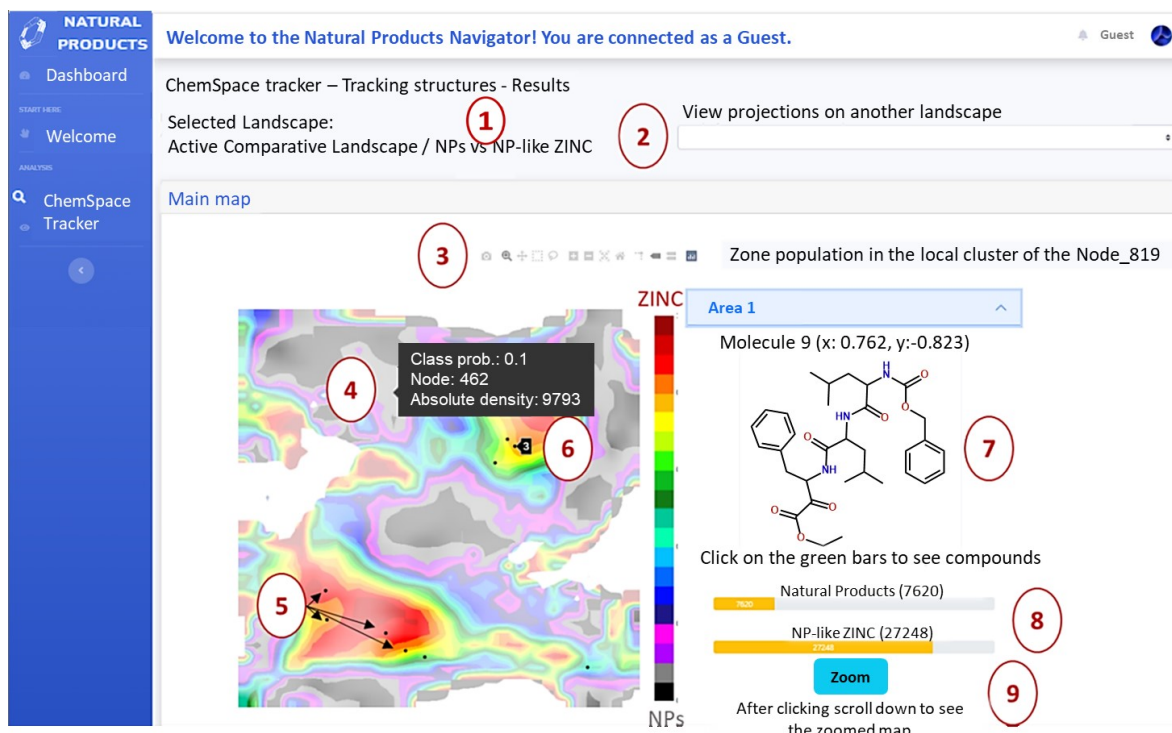 NATURAL
PRODUCTS
Welcome to the Natural Products Navigator! You are connected as a Guest.
Guest
Dashboard
START HERE
Welcome
ANALYSIS
ChemSpace
Tracker
ChemSpace tracker – Tracking structures - Results
Selected Landscape:
1
Active Comparative Landscape / NPs vs NP-like ZINC
2
View projections on another landscape
Main map
3
Zone population in the local cluster of the Node_819
ZINC
NPs
4
Class prob.: 0.1
Node: 462
Absolute density: 9793
3
6
5
Area 1
Molecule 9 (x: 0.762, y:-0.823)
H
N
O
O
O
NH
O
NH
O
O
O
O
7
Click on the green bars to see compounds
Natural Products (7620)
7620
NP-like ZINC (27248)
27248
8
Zoom
9
After clicking scroll down to see
the zoomed map